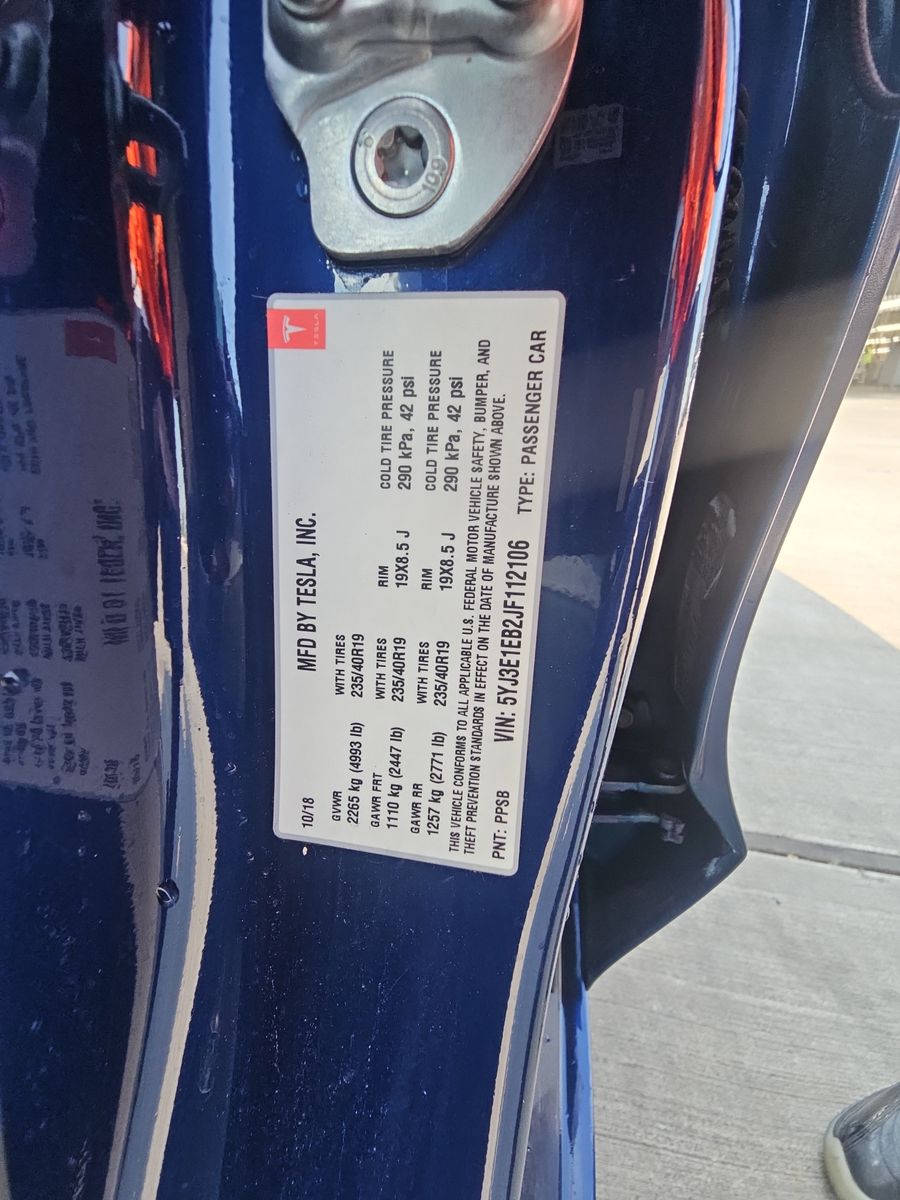 10.9
TESLA
MFD BY TESLA, INC.
10/18
GVWR WITH TIRES
2265 kg (4993 lb) 235/40R19
GAWR FRT WITH TIRES RIM COLD TIRE PRESSURE
1110 kg (2447 lb) 235/40R19 19X8.5 J 290 kPa, 42 psi
GAWR RR WITH TIRES RIM COLD TIRE PRESSURE
1257 kg (2771 lb) 235/40R19 19X8.5 J 290 kPa, 42 psi
THIS VEHICLE CONFORMS TO ALL APPLICABLE U.S. FEDERAL MOTOR VEHICLE SAFETY, BUMPER, AND
THEFT PREVENTION STANDARDS IN EFFECT ON THE DATE OF MANUFACTURE SHOWN ABOVE.
PNT: PPSB VIN: 5YJ3E1EB2JF112106 TYPE: PASSENGER CAR